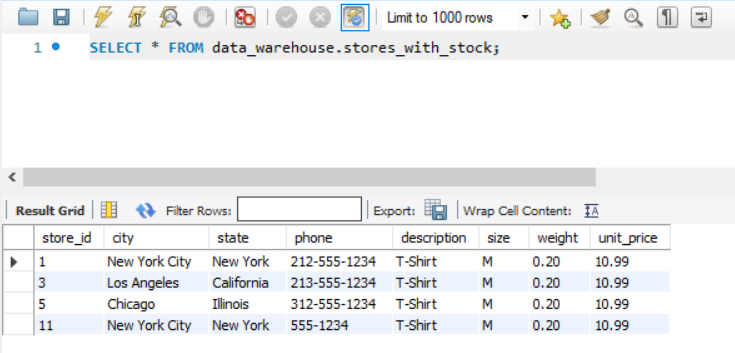 Limit to 1000 rows
1 SELECT * FROM data_warehouse.stores_with_stock;
Result Grid Filter Rows: Export: Wrap Cell Content: IA
store_id city state phone description size weight unit_price
1 New York City New York 212-555-1234 T-Shirt M 0.20 10.99
3 Los Angeles California 213-555-1234 T-Shirt M 0.20 10.99
5 Chicago Illinois 312-555-1234 T-Shirt M 0.20 10.99
11 New York City New York 555-1234 T-Shirt M 0.20 10.99